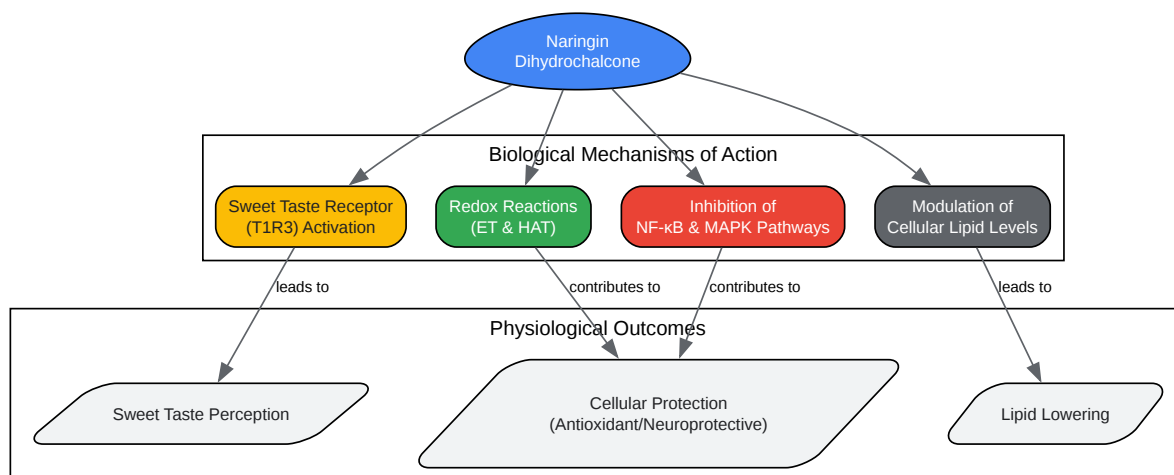 Naringin
Dihydrochalcone
Biological Mechanisms of Action
Sweet Taste Receptor
(T1R3) Activation
Redox Reactions
(ET & HAT)
Inhibition of
NF-κB & MAPK Pathways
Modulation of
Cellular Lipid Levels
leads to
contributes to
contributes to
leads to
Physiological Outcomes
Sweet Taste Perception
Cellular Protection
(Antioxidant/Neuroprotective)
Lipid Lowering